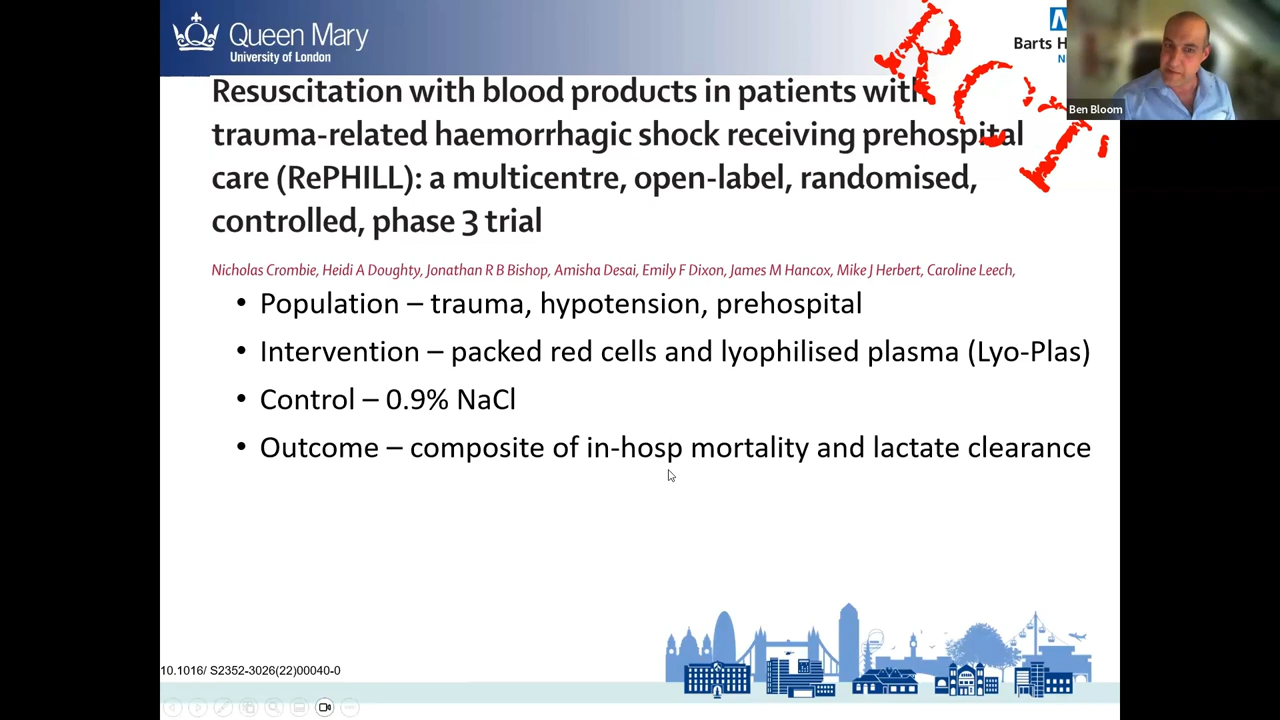 Queen Mary
University of London
Barts H
N
RCT
Ben Bloom
Resuscitation with blood products in patients with
trauma-related haemorrhagic shock receiving prehospital
care (RePHILL): a multicentre, open-label, randomised,
controlled, phase 3 trial
Nicholas Crombie, Heidi A Doughty, Jonathan R B Bishop, Amisha Desai, Emily F Dixon, James M Hancox, Mike J Herbert, Caroline Leech,
• Population – trauma, hypotension, prehospital
• Intervention – packed red cells and lyophilised plasma (Lyo-Plas)
• Control – 0.9% NaCl
• Outcome – composite of in-hosp mortality and lactate clearance
10.1016/ S2352-3026(22)00040-0